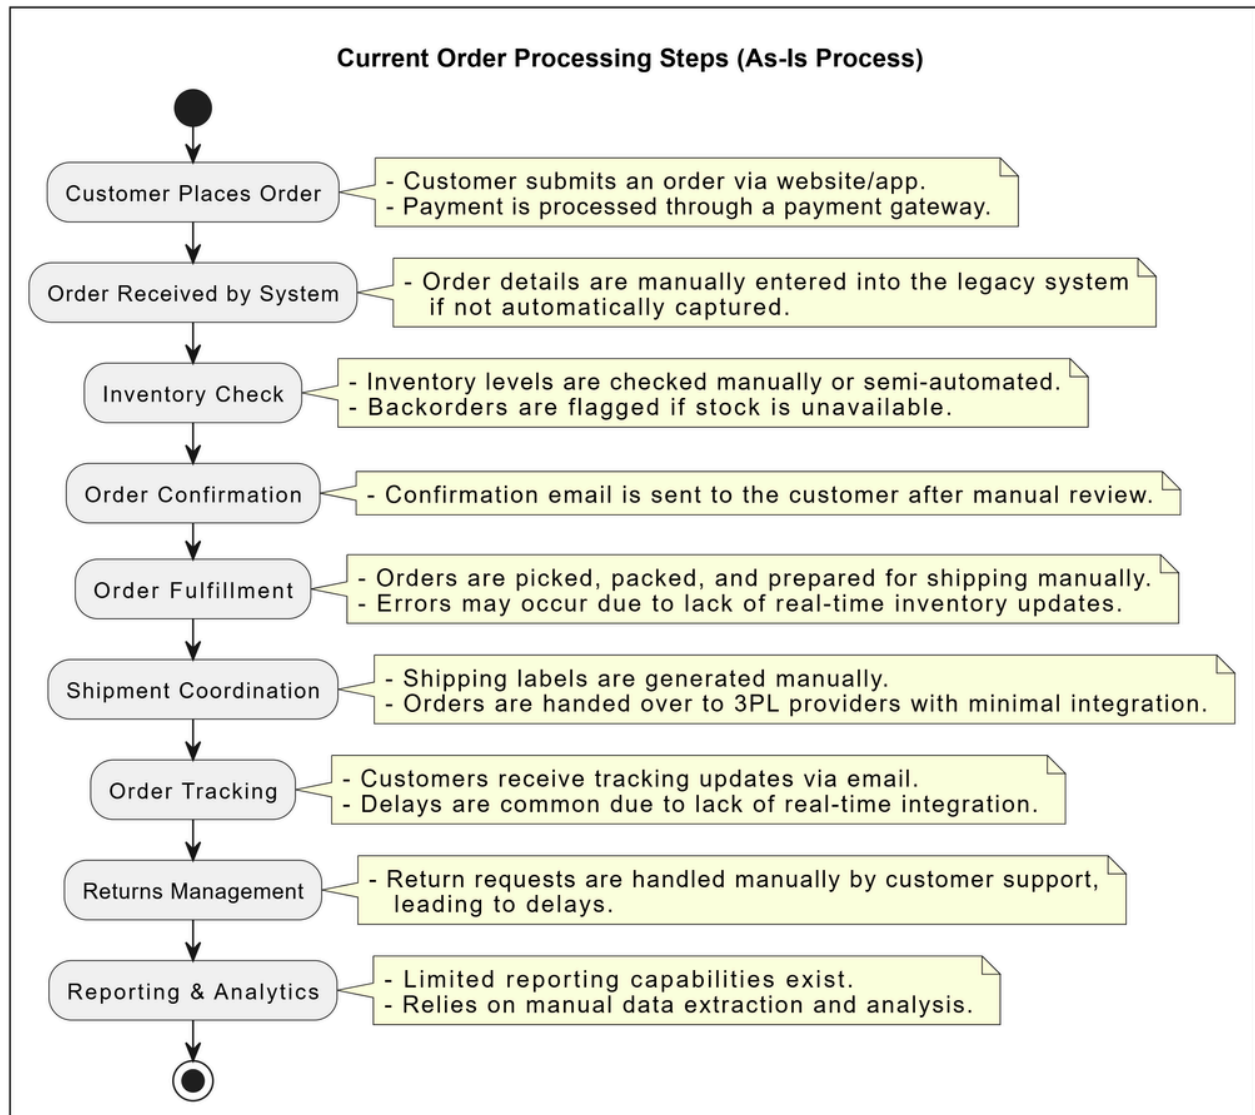 Current Order Processing Steps (As-Is Process)
Customer Places Order
- Customer submits an order via website/app.
- Payment is processed through a payment gateway.
Order Received by System
- Order details are manually entered into the legacy system
if not automatically captured.
Inventory Check
- Inventory levels are checked manually or semi-automated.
- Backorders are flagged if stock is unavailable.
Order Confirmation
- Confirmation email is sent to the customer after manual review.
Order Fulfillment
- Orders are picked, packed, and prepared for shipping manually.
- Errors may occur due to lack of real-time inventory updates.
Shipment Coordination
- Shipping labels are generated manually.
- Orders are handed over to 3PL providers with minimal integration.
Order Tracking
- Customers receive tracking updates via email.
- Delays are common due to lack of real-time integration.
Returns Management
- Return requests are handled manually by customer support,
leading to delays.
Reporting & Analytics
- Limited reporting capabilities exist.
- Relies on manual data extraction and analysis.